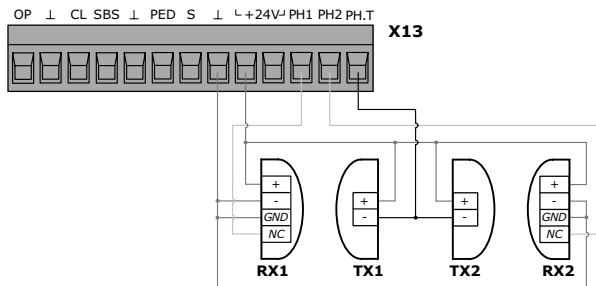 OP ⊥ CL SBS ⊥ PED S ⊥ └+24V┘ PH1 PH2 PH.T
X13
+ + + +
- - - -
GND GND
NC NC
RX1 TX1 TX2 RX2